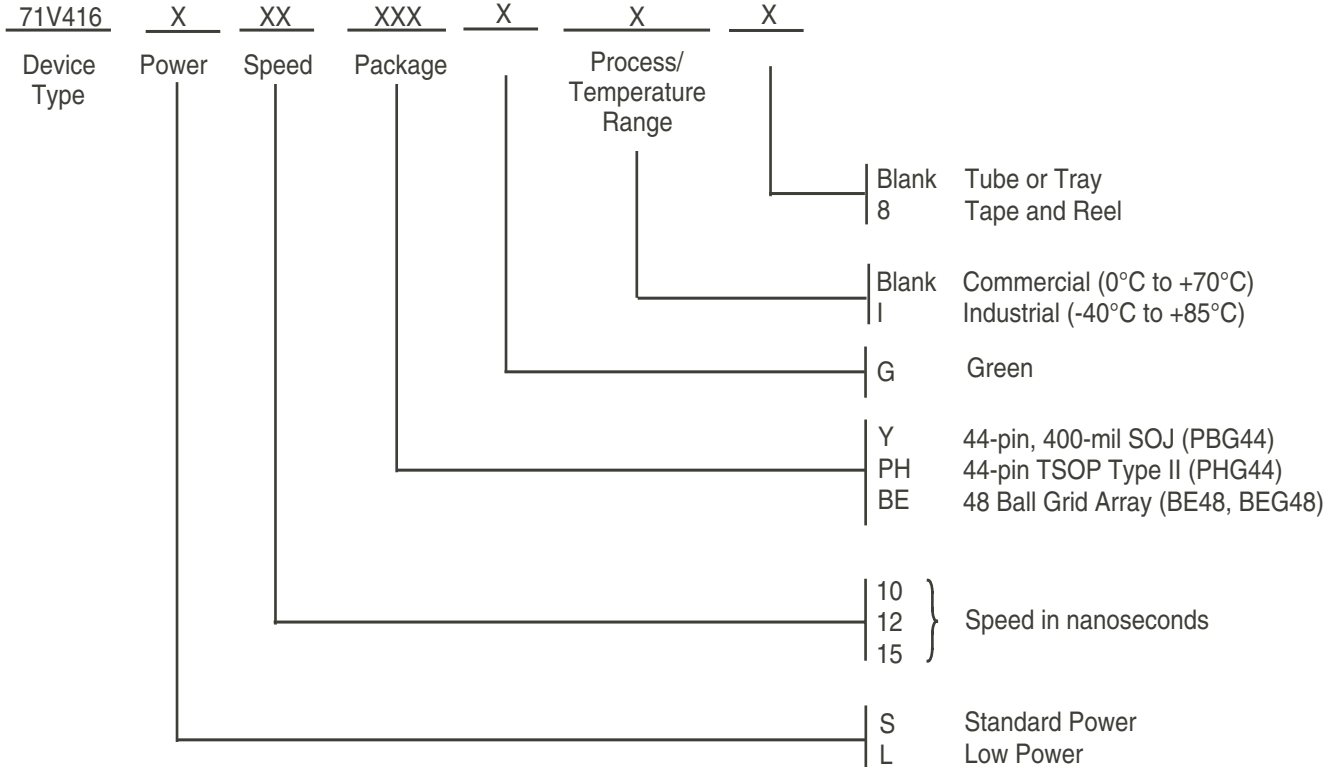 71V416 X XX XXX X X X
Device Type
Power
Speed
Package
Process/
Temperature
Range
Blank Tube or Tray
8 Tape and Reel
Blank Commercial (0°C to +70°C)
I Industrial (-40°C to +85°C)
G Green
Y 44-pin, 400-mil SOJ (PBG44)
PH 44-pin TSOP Type II (PHG44)
BE 48 Ball Grid Array (BE48, BEG48)
10
12 } Speed in nanoseconds
15
S Standard Power
L Low Power